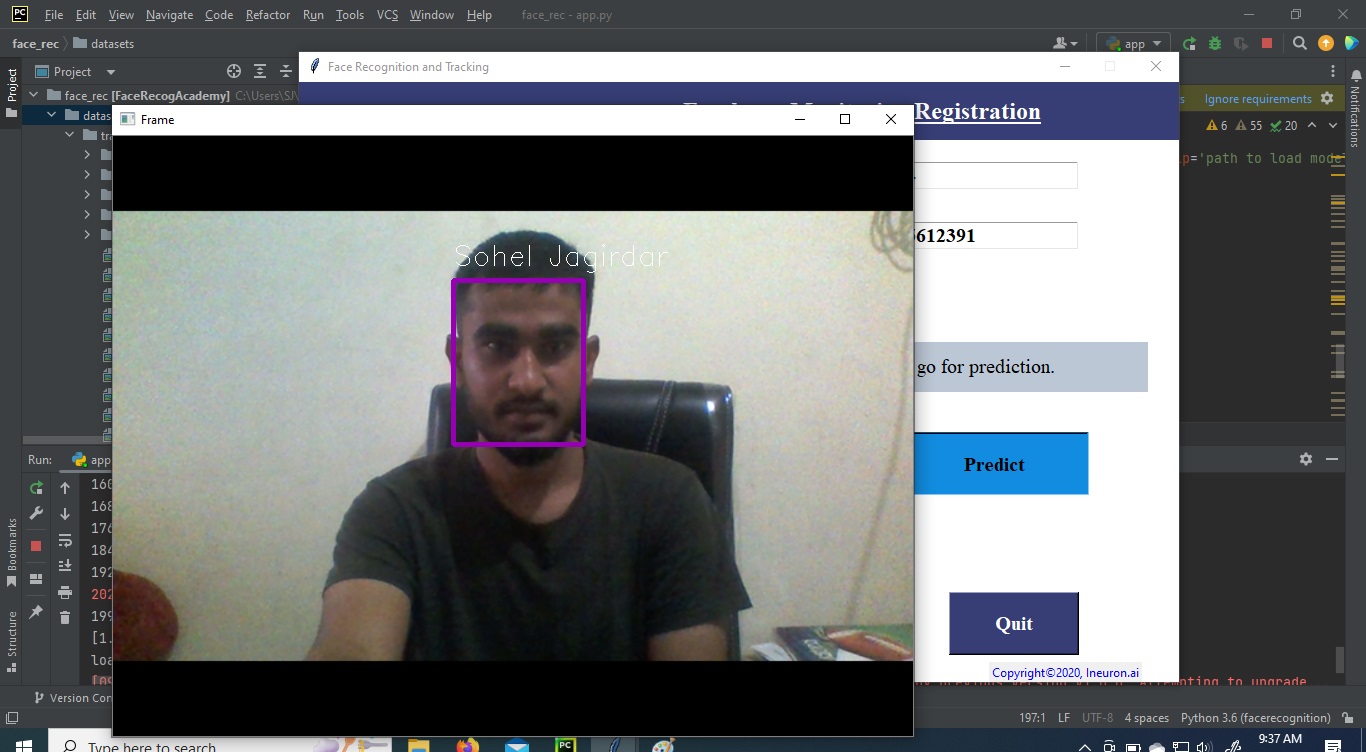 File Edit View Navigate Code Refactor Run Tools VCS Window Help face_rec - app.py
face_rec datasets app
Project
Face Recognition and Tracking
face_rec [FaceRecogAcademy] C:\Users\SJ\
Ignore requirements
Registration
datas
Frame
6 55 20
Project
Notifications
='path to load mode
612391
Sohel Jagirdar
go for prediction.
Run: app
Predict
160
168
176
184
192
202
199
[1.
loa
Quit
Copyright©2020, Ineuron.ai
Attempting to upgrade
Bookmarks
Structure
Version Con
197:1 LF UTF-8 4 spaces Python 3.6 (facerecognition)
Type here to search
9:37 AM